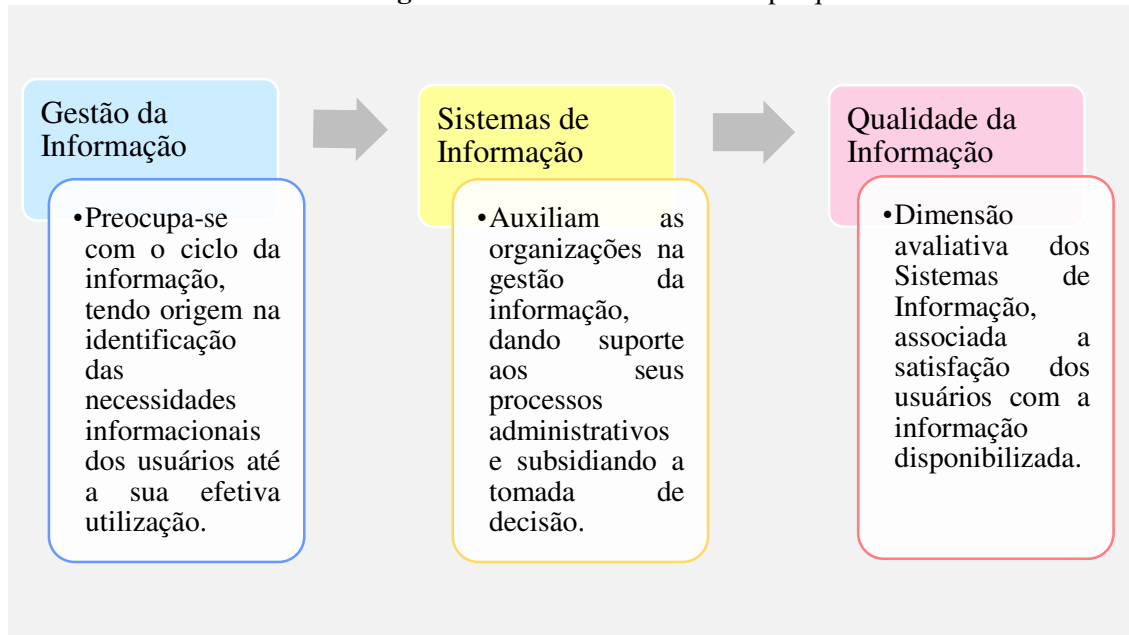 Gestão da
Informação
•Preocupa-se
com o ciclo da
informação,
tendo origem na
identificação
das
necessidades
informacionais
dos usuários até
a sua efetiva
utilização.
Sistemas de
Informação
•Auxiliam as
organizações na
gestão da
informação,
dando suporte
aos seus
processos
administrativos
e subsidiando a
tomada de
decisão.
Qualidade da
Informação
•Dimensão
avaliativa dos
Sistemas de
Informação,
associada a
satisfação dos
usuários com a
informação
disponibilizada.